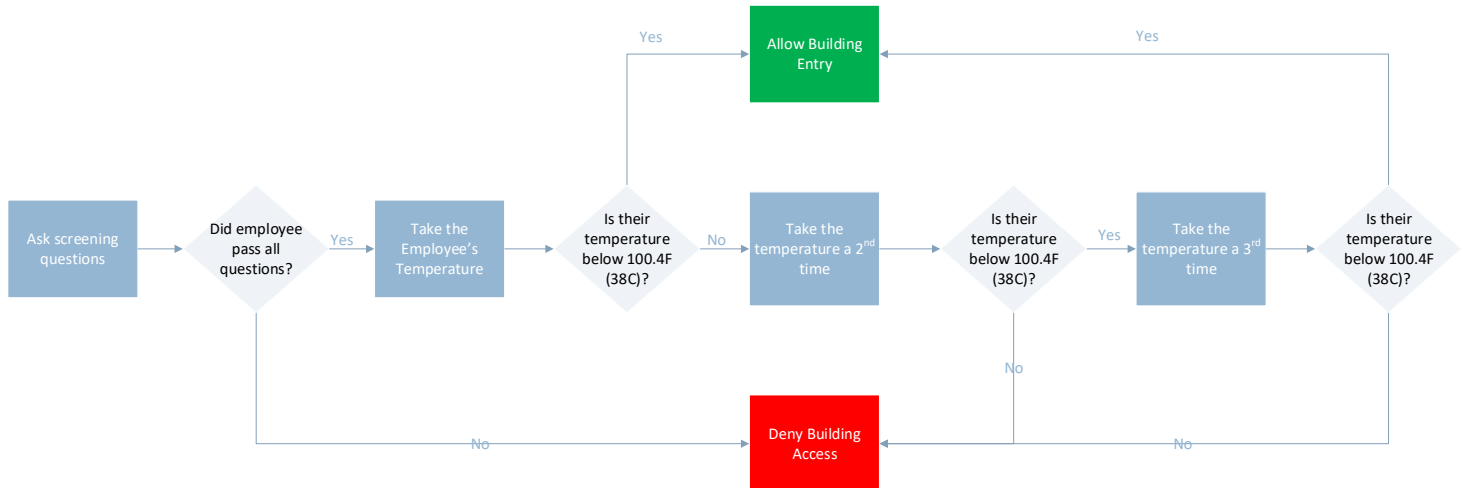 Yes
Allow Building
Entry
Yes
Ask screening
questions
Did employee
pass all
questions?
Yes
Take the
Employee’s
Temperature
Is their
temperature
below 100.4F
(38C)?
No
Take the
temperature a 2nd
time
Is their
temperature
below 100.4F
(38C)?
Yes
Take the
temperature a 3rd
time
Is their
temperature
below 100.4F
(38C)?
No
No
Deny Building
Access
No